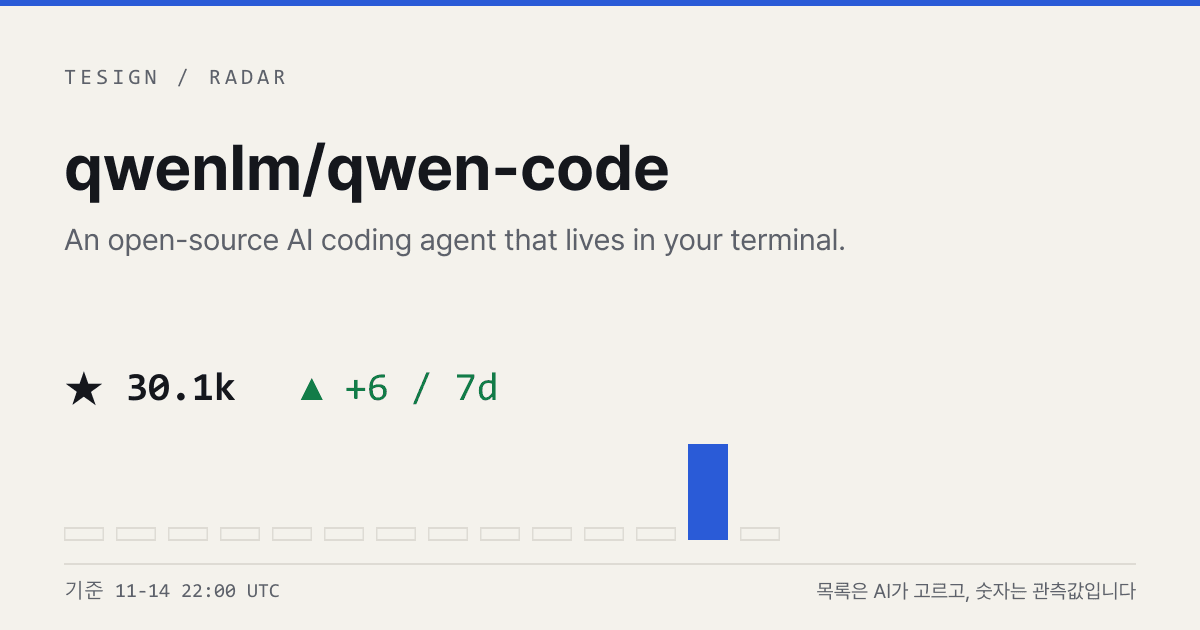 TESIGN / RADAR
qwenlm/qwen-code
An open-source AI coding agent that lives in your terminal.
★ 30.1k ▲ +6 / 7d
기준 11-14 22:00 UTC
목록은 AI가 고르고, 숫자는 관측값입니다